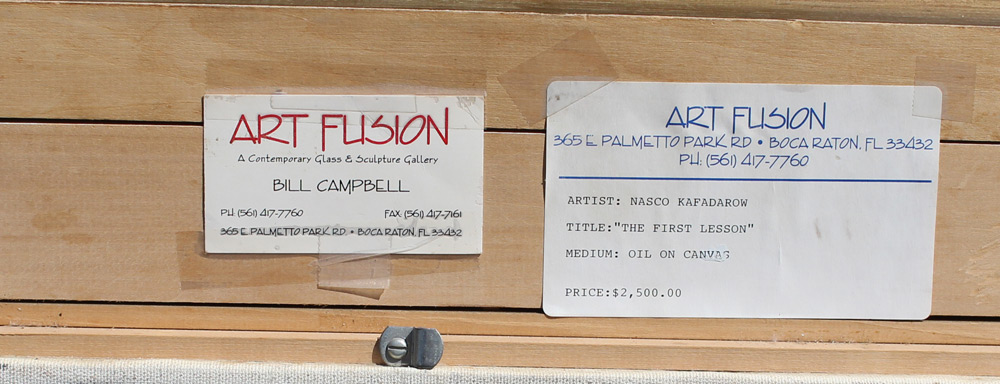 ART FUSION
A Contemporary Glass & Sculpture Gallery
BILL CAMPBELL
PH (561) 417-7760 FAX: (561) 417-7161
365 E. PALMETTO PARK RD • BOCA RATON, FL 33432
ART FUSION
365 E. PALMETTO PARK RD • BOCA RATON, FL 33432
PH: (561) 417-7760
ARTIST: NASCO KAFADAROW
TITLE:"THE FIRST LESSON"
MEDIUM: OIL ON CANVAS
PRICE:$2,500.00